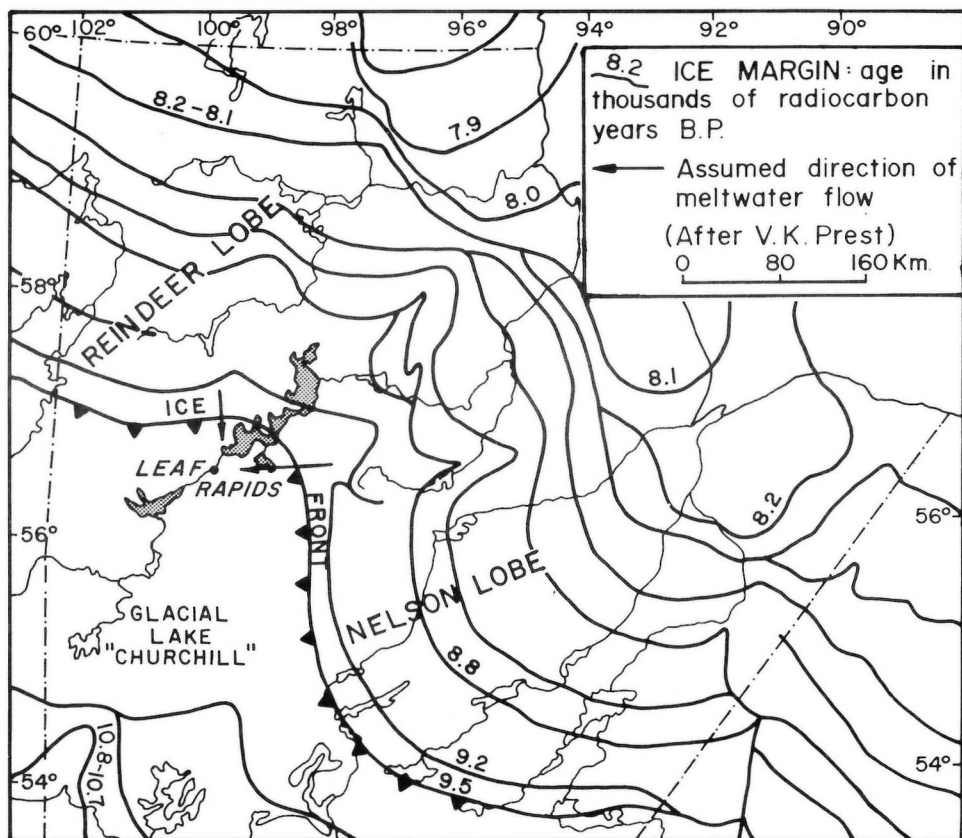 60° 102° 100° 98° 96° 94° 92° 90°
8.2 ICE MARGIN: age in
thousands of radiocarbon
years B.P.
Assumed direction of
meltwater flow
(After V. K. Prest)
0 80 160 Km.
8.2-8.1
7.9
8.0
58°
REINDEER LOBE
8.1
ICE
FRONT
LEAF
RAPIDS
8.2
56° 56°
NELSON LOBE
GLACIAL
LAKE
"CHURCHILL"
8.8
10.8-10.7
9.2
9.5
54° 54°